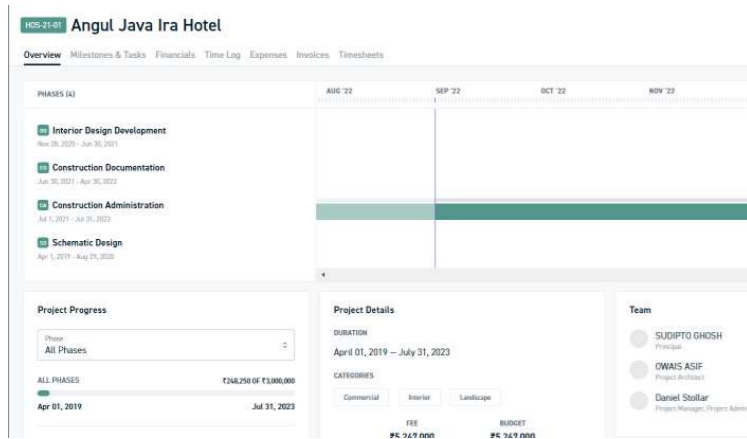 HOS-21-01 Angul Java Ira Hotel
Overview Milestones & Tasks Financials Time Log Expenses Invoices Timesheets
PHASES (4)
AUG '22 SEP '22 OCT '22 NOV '22
DD Interior Design Development
Nov 28, 2020 - Jun 30, 2021
CD Construction Documentation
Jun 30, 2021 - Apr 30, 2022
CA Construction Administration
Jul 1, 2021 - Jul 31, 2023
SD Schematic Design
Apr 1, 2019 - Aug 29, 2020
Project Progress
Phase
All Phases
ALL PHASES ₹248,250 OF ₹3,000,000
Apr 01, 2019 Jul 31, 2023
Project Details
DURATION
April 01, 2019 — July 31, 2023
CATEGORIES
Commercial Interior Landscape
FEE BUDGET
₹5,247,000 ₹5,247,000
Team
SUDIPTO GHOSH
Principal
OWAIS ASIF
Project Architect
Daniel Stollar
Project Manager, Project Admin